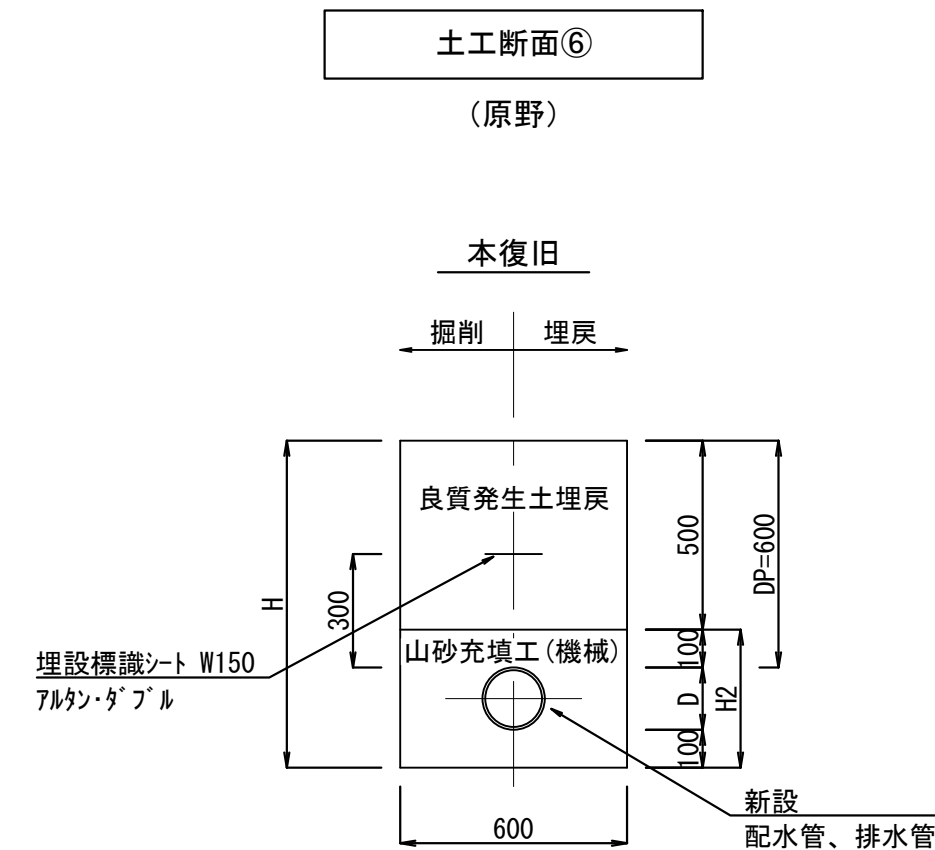 土工断面⑥
(原野)
本復旧
掘削 埋戻
良質発生土埋戻
500
DP=600
H
300
山砂充填工(機械)
100
埋設標識シート W150
アルタン・ダブル
D
H2
100
新設
600
配水管、排水管